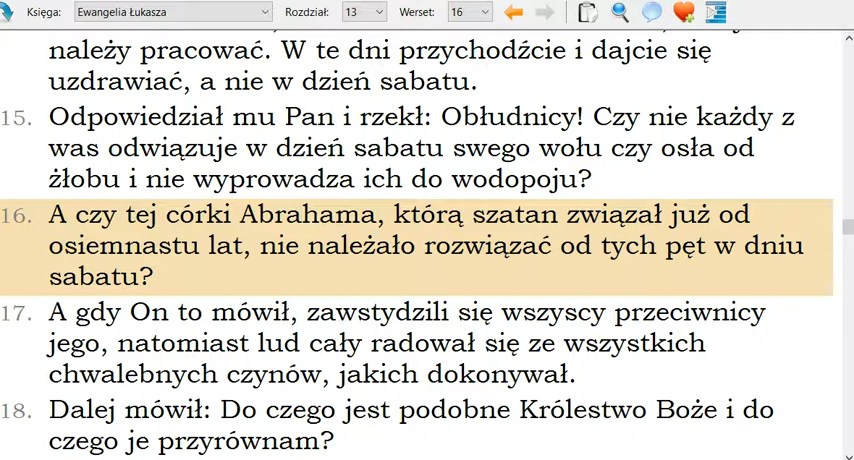 Księga: Ewangelia Łukasza Rozdział: 13 Werset: 16
należy pracować. W te dni przychodźcie i dajcie się
uzdrawiać, a nie w dzień sabatu.
15. Odpowiedział mu Pan i rzekł: Obłudnicy! Czy nie każdy z
was odwiązuje w dzień sabatu swego wołu czy osła od
żłobu i nie wyprowadza ich do wodopoju?
16. A czy tej córki Abrahama, którą szatan związał już od
osiemnastu lat, nie należało rozwiązać od tych pęt w dniu
sabatu?
17. A gdy On to mówił, zawstydzili się wszyscy przeciwnicy
jego, natomiast lud cały radował się ze wszystkich
chwalebnych czynów, jakich dokonywał.
18. Dalej mówił: Do czego jest podobne Królestwo Boże i do
czego je przyrównam?